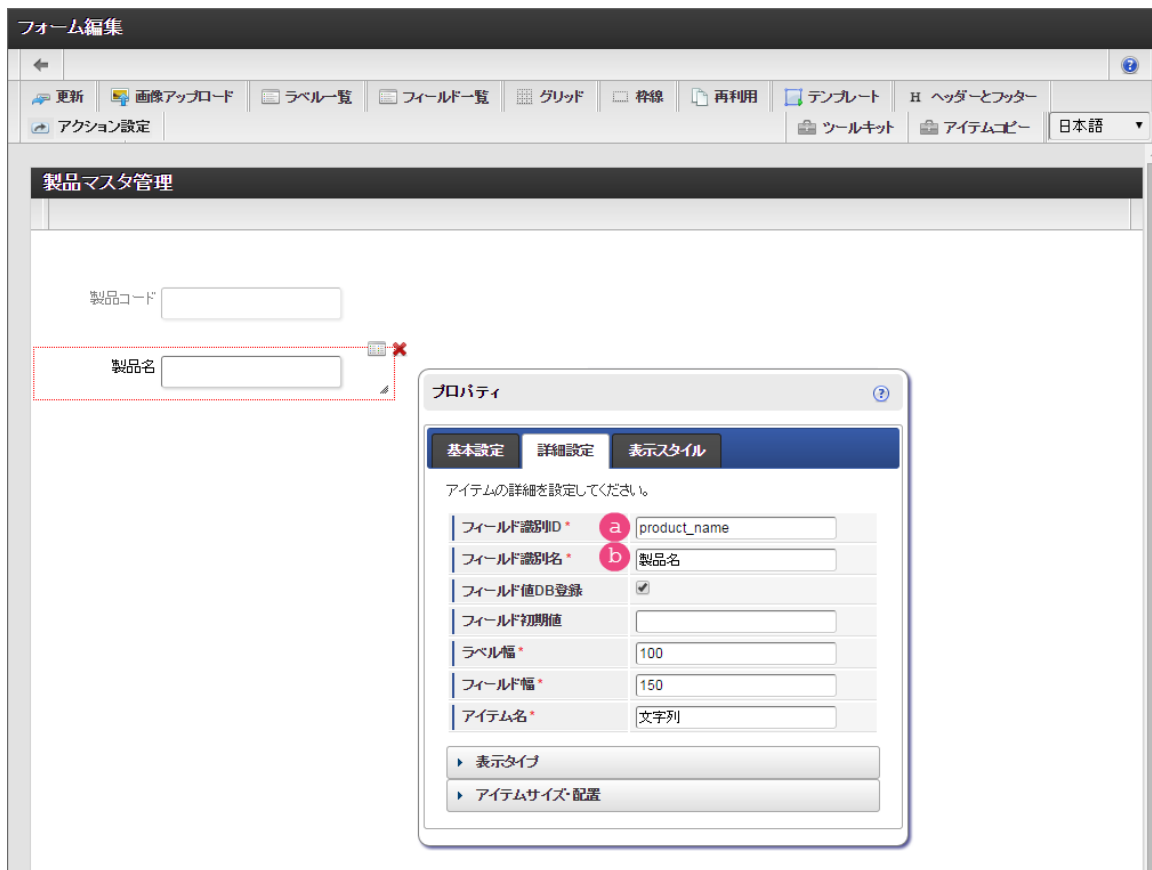 フォーム編集
更新 画像アップロード ラベル一覧 フィールド一覧 グリッド 枠線 再利用 テンプレート H ヘッダーとフッター
アクション設定 ツールキット アイテムコピー 日本語
製品マスタ管理
製品コード
製品名
プロパティ
基本設定 詳細設定 表示スタイル
アイテムの詳細を設定してください。
フィールド識別ID* a product_name
フィールド識別名* b 製品名
フィールド値DB登録
フィールド初期値
ラベル幅* 100
フィールド幅* 150
アイテム名* 文字列
表示タイプ
アイテムサイズ・配置